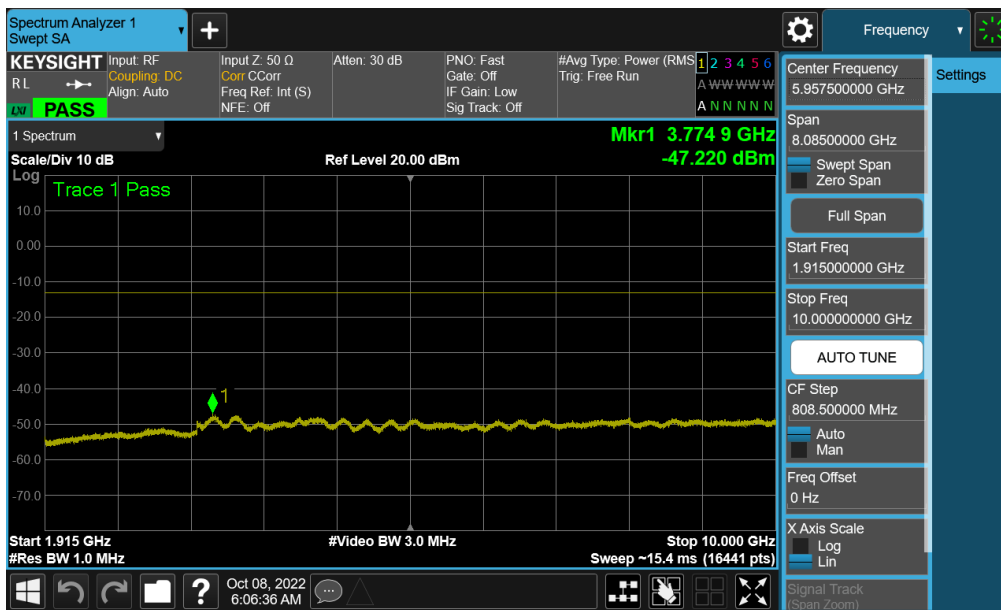 Spectrum Analyzer 1
Swept SA
+
Frequency
KEYSIGHT
R L
LXI
PASS
Input: RF
Coupling: DC
Align: Auto
Input Z: 50 Ω
Corr CCorr
Freq Ref: Int (S)
NFE: Off
Atten: 30 dB
PNO: Fast
Gate: Off
IF Gain: Low
Sig Track: Off
#Avg Type: Power (RMS
Trig: Free Run
1 2 3 4 5 6
A W W W W W
A N N N N N
1 Spectrum
Mkr1 3.774 9 GHz
Scale/Div 10 dB
Ref Level 20.00 dBm
-47.220 dBm
Log
Trace 1 Pass
10.0
0.00
-10.0
-20.0
-30.0
-40.0
-50.0
-60.0
-70.0
1
Start 1.915 GHz
#Video BW 3.0 MHz
Stop 10.000 GHz
#Res BW 1.0 MHz
Sweep ~15.4 ms (16441 pts)
?
Oct 08, 2022
6:06:36 AM
Center Frequency
5.957500000 GHz
Settings
Span
8.08500000 GHz
Swept Span
Zero Span
Full Span
Start Freq
1.915000000 GHz
Stop Freq
10.000000000 GHz
AUTO TUNE
CF Step
808.500000 MHz
Auto
Man
Freq Offset
0 Hz
X Axis Scale
Log
Lin
Signal Track
(Span Zoom)